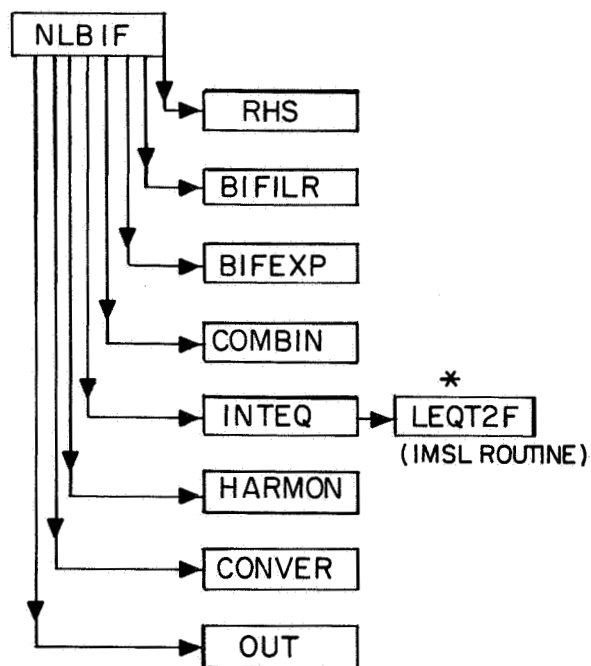 NLBIF
RHS
BIFILR
BIFEXP
COMBIN
*
INTEQ
LEQT2F
(IMSL ROUTINE)
HARMON
CONVER
OUT